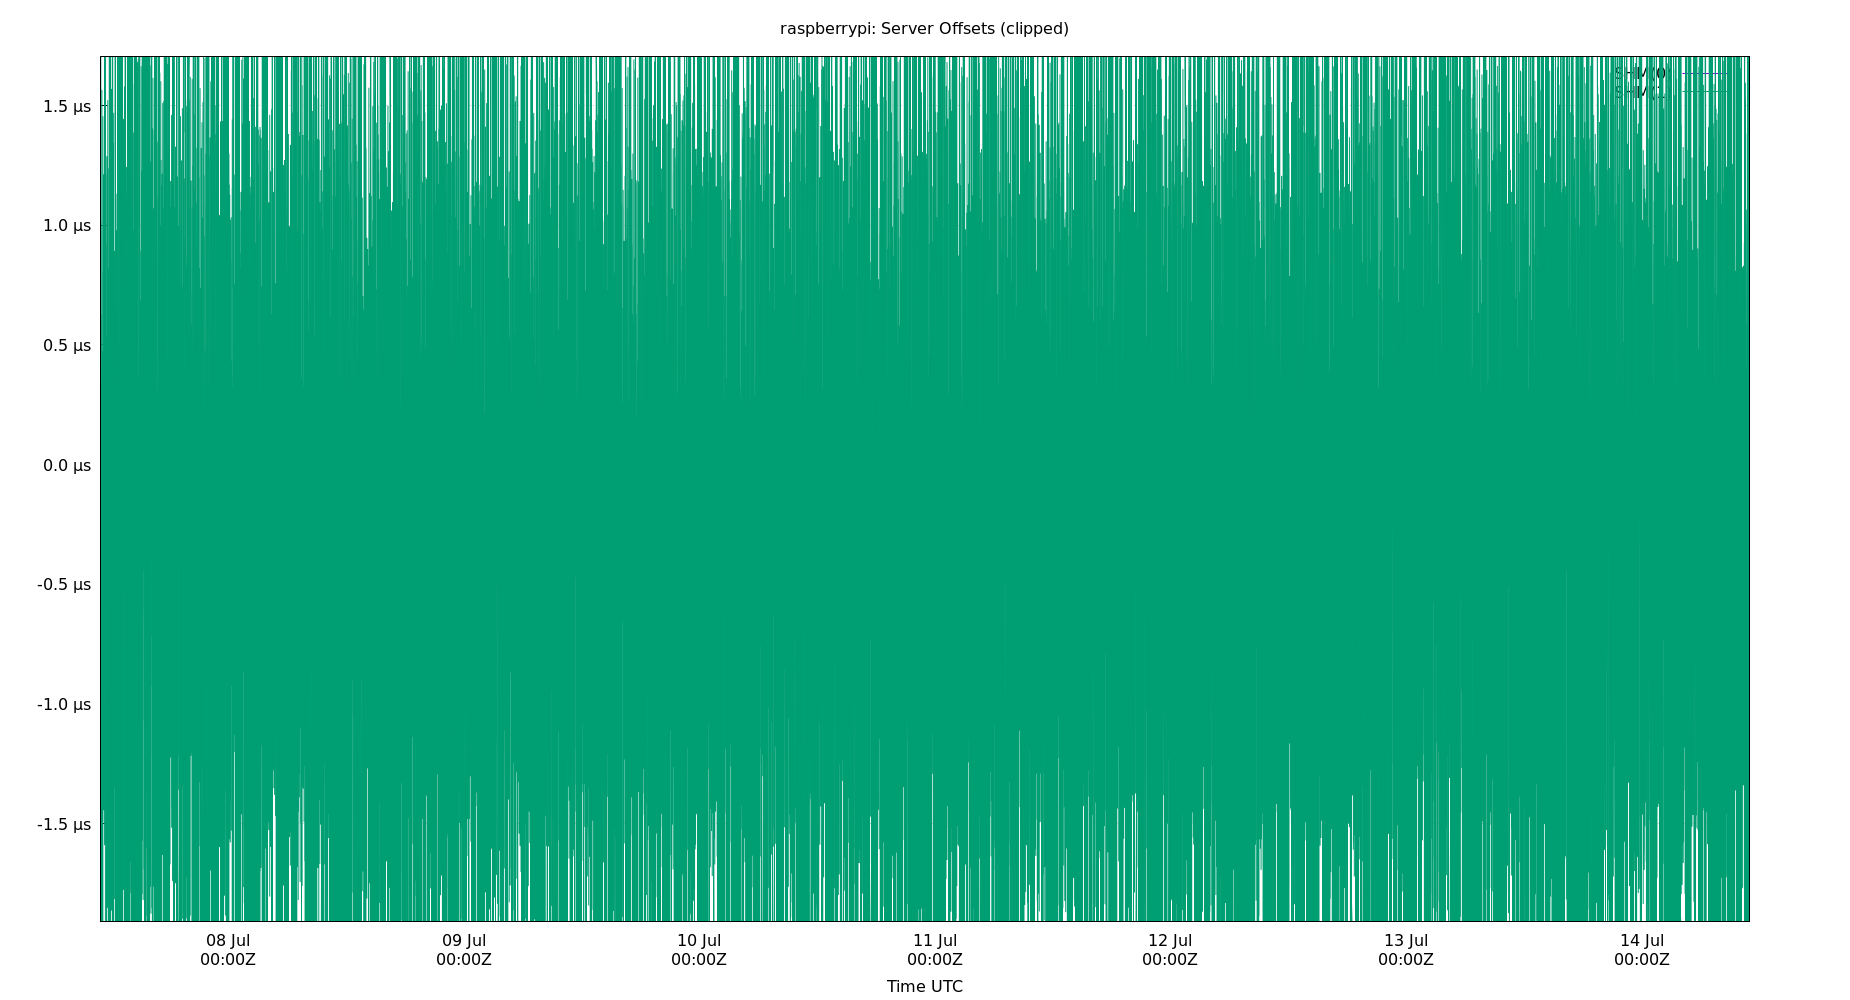 raspberrypi: Server Offsets (clipped)
1.5 µs
1.0 µs
0.5 µs
0.0 µs
-0.5 µs
-1.0 µs
-1.5 µs
08 Jul
00:00Z
09 Jul
00:00Z
10 Jul
00:00Z
11 Jul
00:00Z
12 Jul
00:00Z
13 Jul
00:00Z
14 Jul
00:00Z
Time UTC